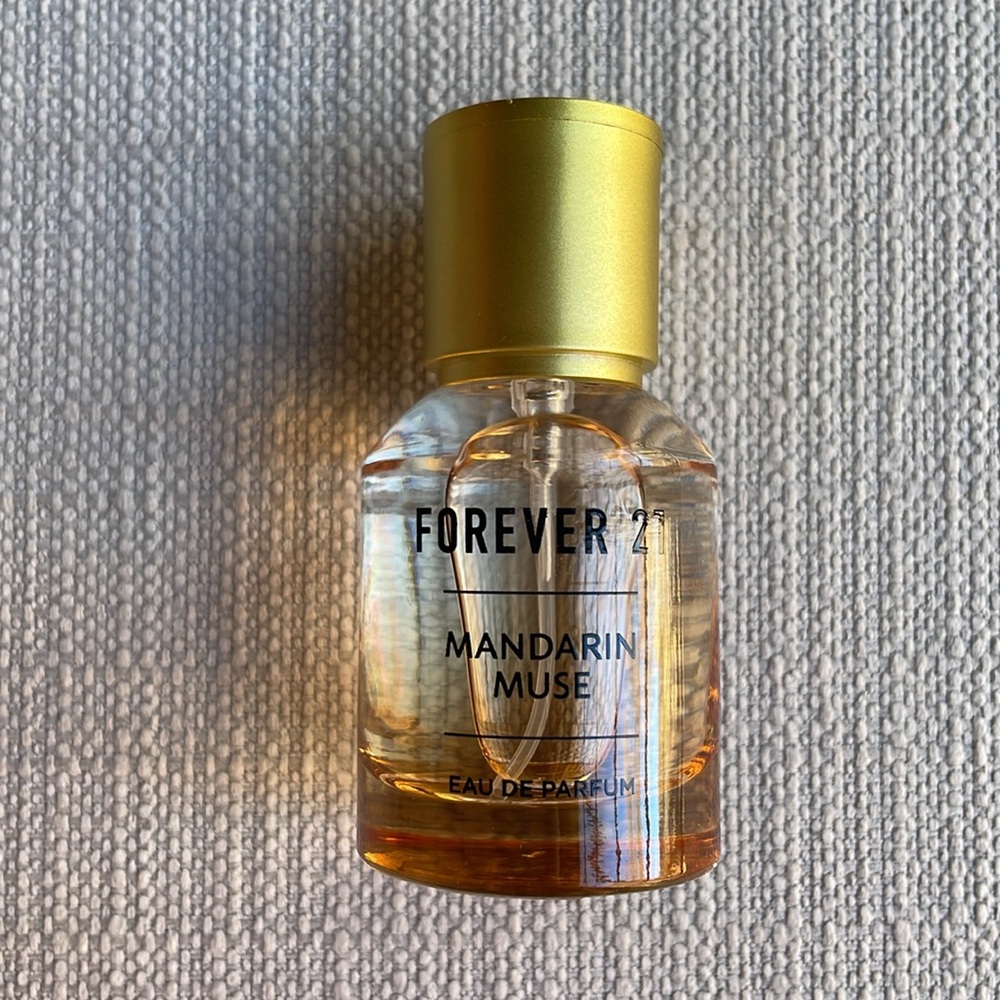 FOREVER 21
MANDARIN
MUSE
EAU DE PARFUM